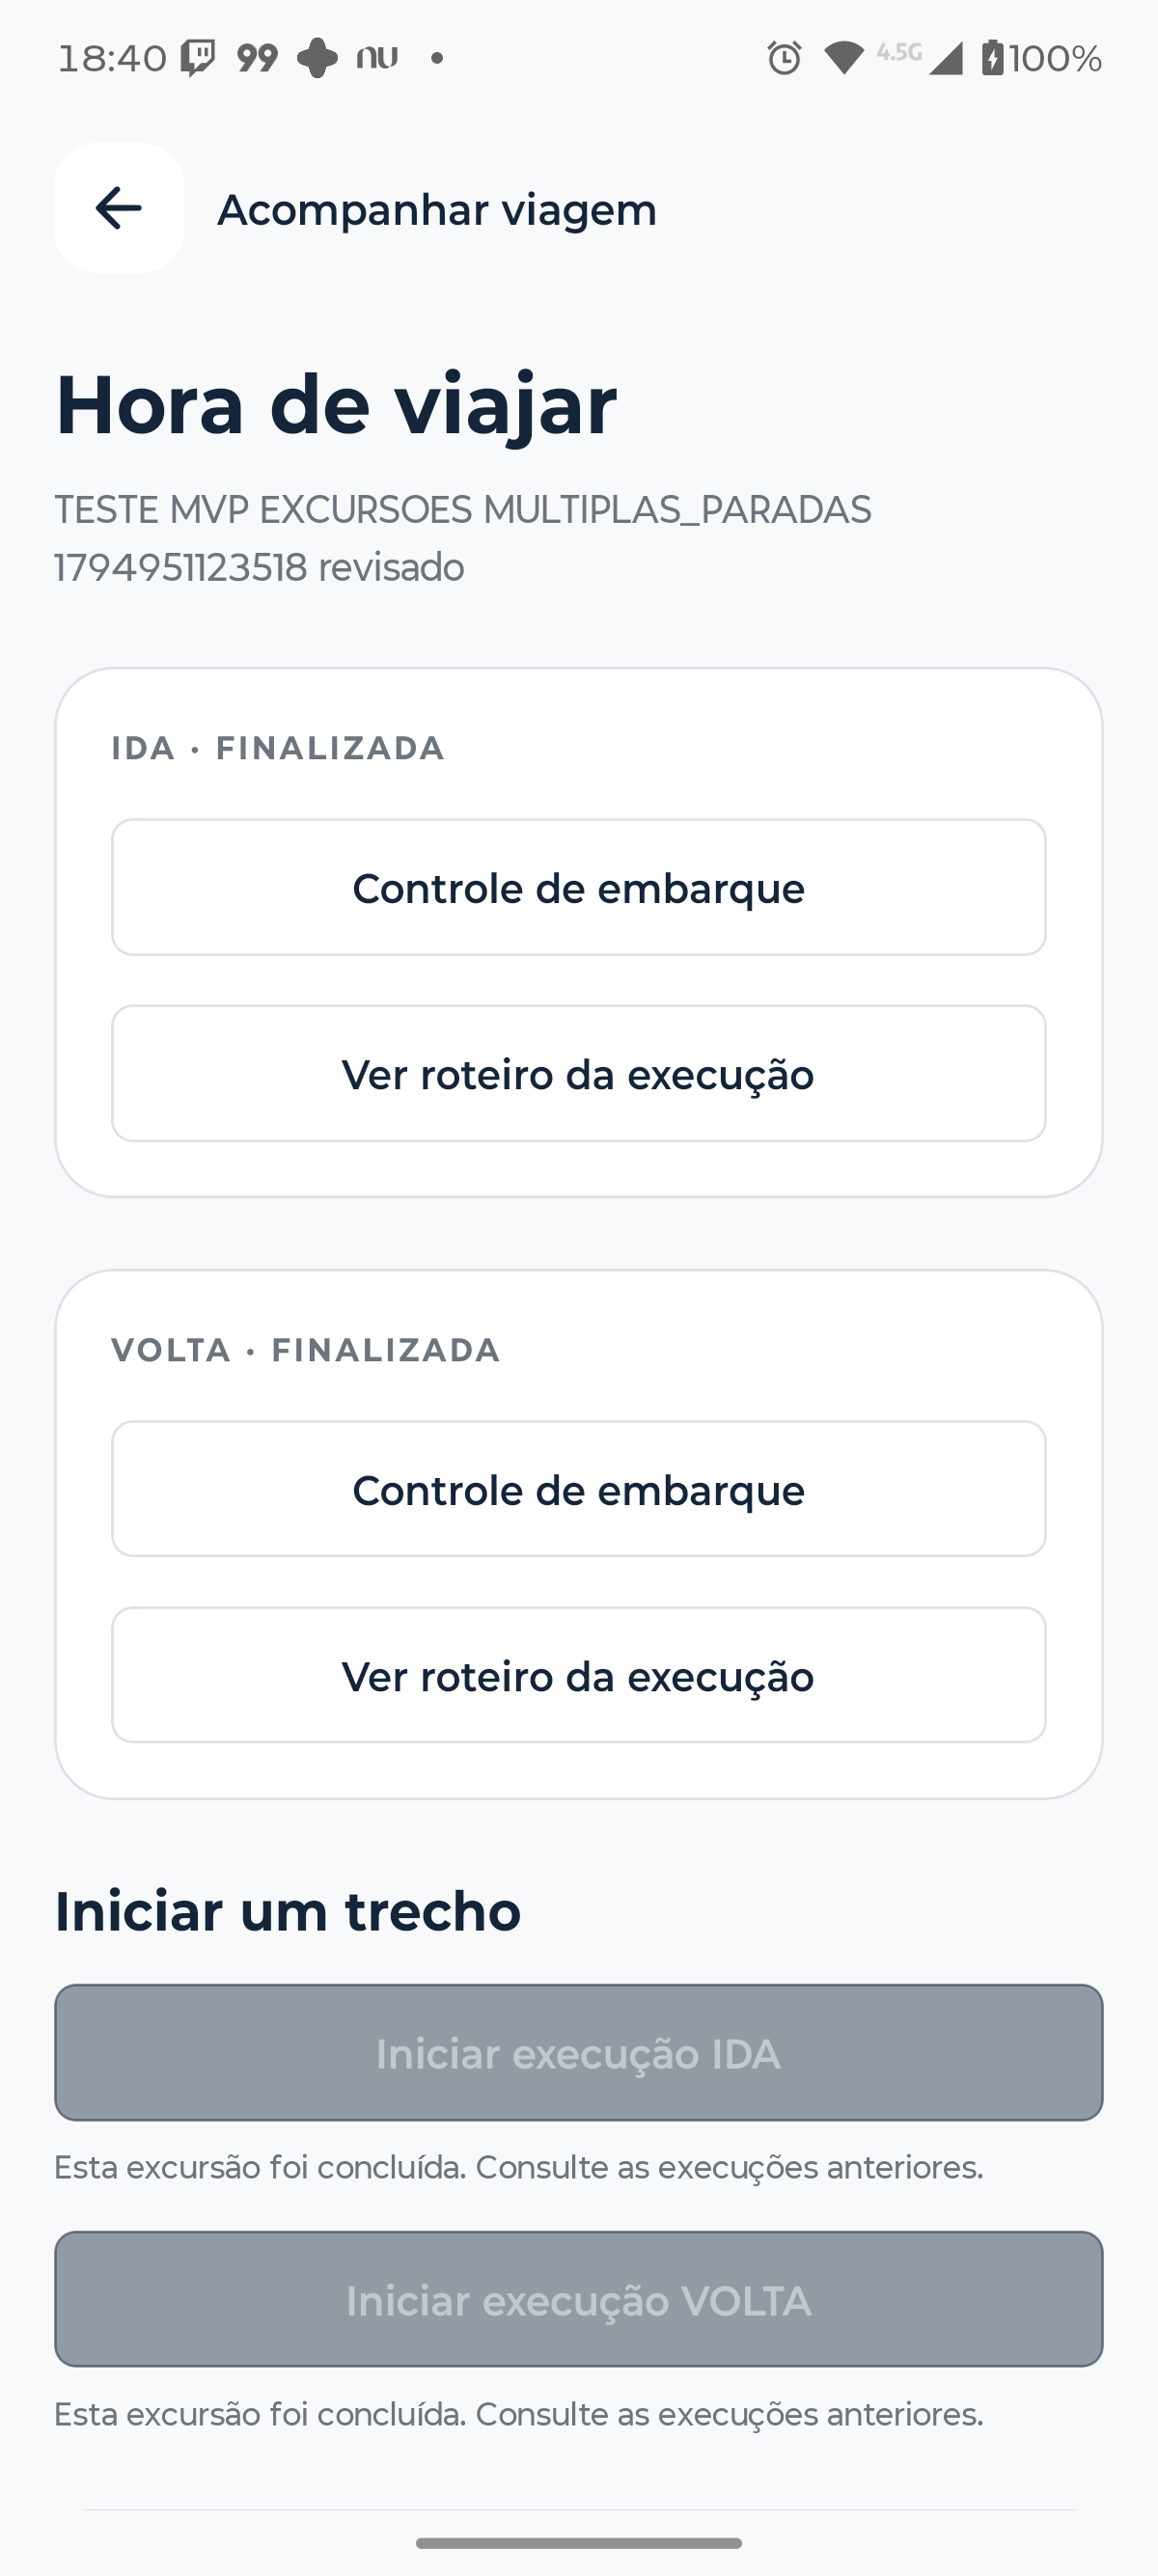 18:40 99 nu 4.5G 100%
Acompanhar viagem
Hora de viajar
TESTE MVP EXCURSOES MULTIPLAS_PARADAS
1794951123518 revisado
IDA · FINALIZADA
Controle de embarque
Ver roteiro da execução
VOLTA · FINALIZADA
Controle de embarque
Ver roteiro da execução
Iniciar um trecho
Iniciar execução IDA
Esta excursão foi concluída. Consulte as execuções anteriores.
Iniciar execução VOLTA
Esta excursão foi concluída. Consulte as execuções anteriores.